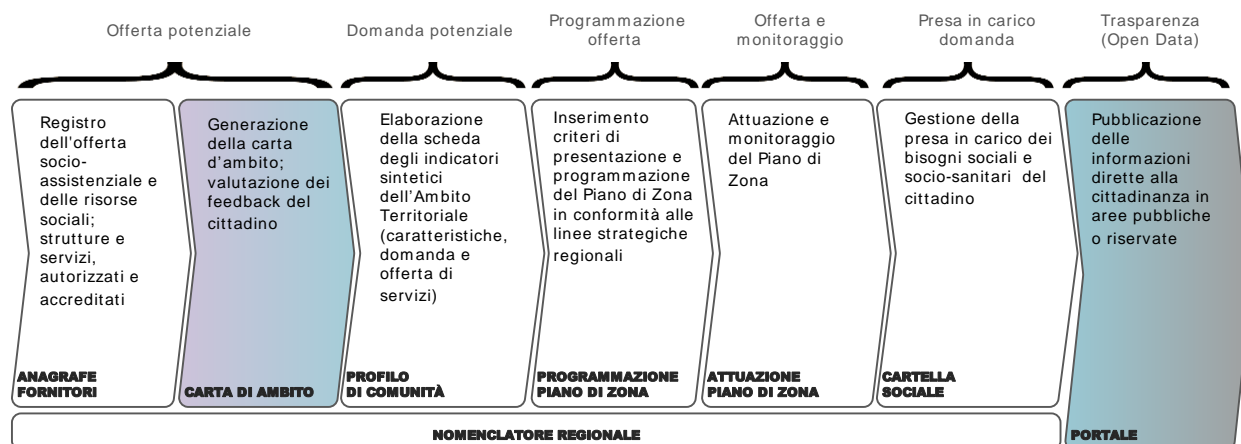 Offerta potenziale
Domanda potenziale
Programmazione
offerta
Offerta e
monitoraggio
Presa in carico
domanda
Trasparenza
(Open Data)
Registro
dell'offerta
socio-
assistenziale e
delle risorse
sociali;
strutture e
servizi,
autorizzati e
accreditati
ANAGRAFE
FORNITORI
Generazione
della carta
d’ambito;
valutazione dei
feedback del
cittadino
CARTA DI AMBITO
Elaborazione
della scheda
degli indicatori
sintetici
dell’Ambito
Territoriale
(caratteristiche,
domanda e
offerta di
servizi)
PROFILO
DI COMUNITÀ
Inserimento
criteri di
presentazione e
programmazione
del Piano di Zona
in conformità alle
linee strategiche
regionali
PROGRAMMAZIONE
PIANO DI ZONA
Attuazione e
monitoraggio
del Piano di
Zona
ATTUAZIONE
PIANO DI ZONA
Gestione della
presa in carico dei
bisogni sociali e
socio-sanitari del
cittadino
CARTELLA
SOCIALE
Pubblicazione
delle
informazioni
dirette alla
cittadinanza in
aree pubbliche
o riservate
PORTALE
NOMENCLATORE REGIONALE